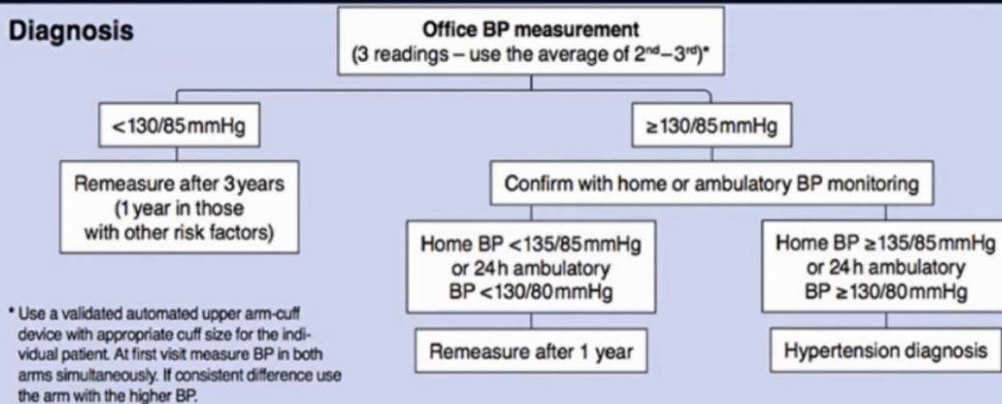 Diagnosis
Office BP measurement
(3 readings – use the average of 2nd–3rd)*
<130/85mmHg
≥130/85mmHg
Remeasure after 3years
(1 year in those
with other risk factors)
Confirm with home or ambulatory BP monitoring
Home BP <135/85mmHg
or 24h ambulatory
BP <130/80mmHg
Home BP ≥135/85mmHg
or 24h ambulatory
BP ≥130/80mmHg
Remeasure after 1 year
Hypertension diagnosis
* Use a validated automated upper arm-cuff
device with appropriate cuff size for the indi-
vidual patient. At first visit measure BP in both
arms simultaneously. If consistent difference use
the arm with the higher BP.